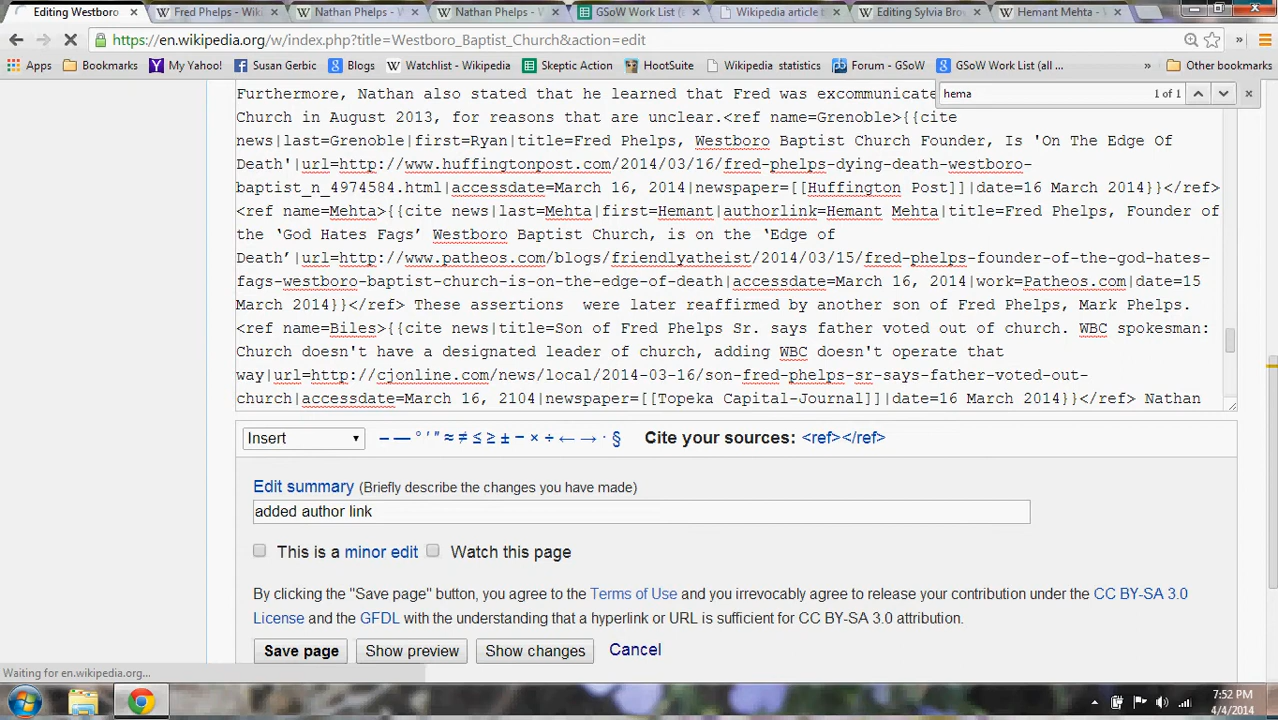 Editing Westboro
Fred Phelps - Wiki
Nathan Phelps - W
Nathan Phelps - W
GSoW Work List (
Wikipedia article t
Editing Sylvia Bro
Hemant Mehta -
https://en.wikipedia.org/w/index.php?title=Westboro_Baptist_Church&action=edit
Apps Bookmarks My Yahoo! Susan Gerbic Blogs Watchlist - Wikipedia Skeptic Action HootSuite Wikipedia statistics Forum - GSoW GSoW Work List (all ... » Other bookmarks
hema 1 of 1
Furthermore, Nathan also stated that he learned that Fred was excommunicate
Church in August 2013, for reasons that are unclear.<ref name=Grenoble>{{cite
news|last=Grenoble|first=Ryan|title=Fred Phelps, Westboro Baptist Church Founder, Is 'On The Edge Of
Death'|url=http://www.huffingtonpost.com/2014/03/16/fred-phelps-dying-death-westboro-
baptist_n_4974584.html|accessdate=March 16, 2014|newspaper=[[Huffington Post]]|date=16 March 2014}}</ref>
<ref name=Mehta>{{cite news|last=Mehta|first=Hemant|authorlink=Hemant Mehta|title=Fred Phelps, Founder of
the ‘God Hates Fags’ Westboro Baptist Church, is on the ‘Edge of
Death’|url=http://www.patheos.com/blogs/friendlyatheist/2014/03/15/fred-phelps-founder-of-the-god-hates-
fags-westboro-baptist-church-is-on-the-edge-of-death|accessdate=March 16, 2014|work=Patheos.com|date=15
March 2014}}</ref> These assertions  were later reaffirmed by another son of Fred Phelps, Mark Phelps.
<ref name=Biles>{{cite news|title=Son of Fred Phelps Sr. says father voted out of church. WBC spokesman:
Church doesn't have a designated leader of church, adding WBC doesn't operate that
way|url=http://cjonline.com/news/local/2014-03-16/son-fred-phelps-sr-says-father-voted-out-
church|accessdate=March 16, 2104|newspaper=[[Topeka Capital-Journal]]|date=16 March 2014}}</ref> Nathan
Insert – — ° ′ ″ ≈ ≠ ≤ ≥ ± − × ÷ ← → · § Cite your sources: <ref></ref>
Edit summary (Briefly describe the changes you have made)
added author link
This is a minor edit Watch this page
By clicking the "Save page" button, you agree to the Terms of Use and you irrevocably agree to release your contribution under the CC BY-SA 3.0
License and the GFDL with the understanding that a hyperlink or URL is sufficient for CC BY-SA 3.0 attribution.
Save page Show preview Show changes Cancel
Waiting for en.wikipedia.org...
7:52 PM
4/4/2014